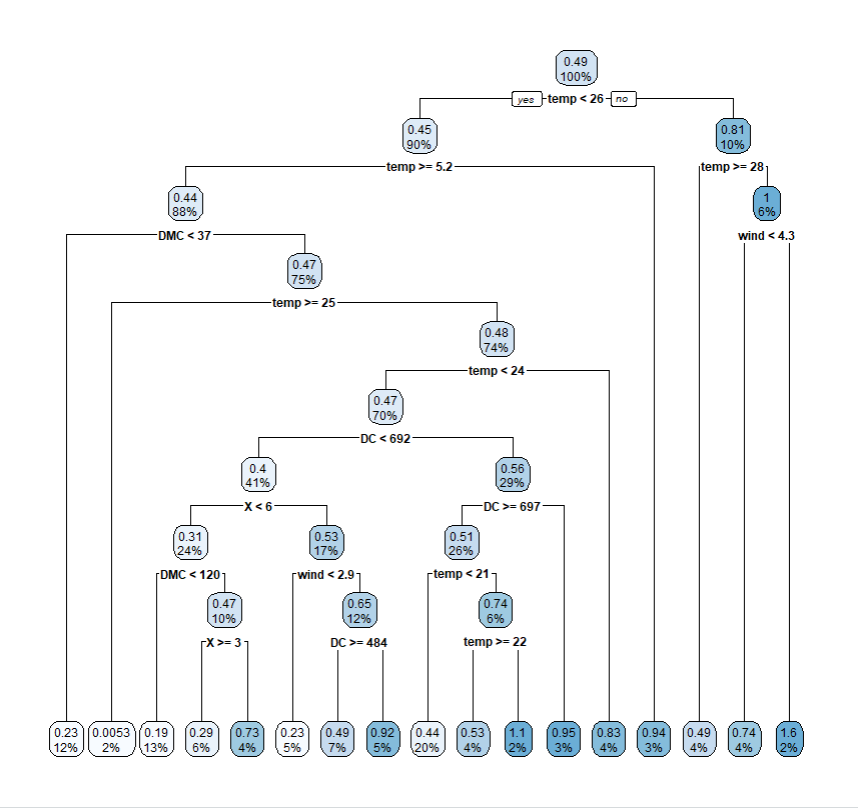 0.49
100%
yes temp < 26 no
0.45
90%
0.81
10%
temp >= 5.2
temp >= 28
0.44
88%
1
6%
DMC < 37
wind < 4.3
0.47
75%
temp >= 25
0.48
74%
temp < 24
0.47
70%
DC < 692
0.4
41%
0.56
29%
X < 6
DC >= 697
0.31
24%
0.53
17%
0.51
26%
DMC < 120
wind < 2.9
temp < 21
0.47
10%
0.65
12%
0.74
6%
X >= 3
DC >= 484
temp >= 22
0.23 0.0053 0.19 0.29 0.73 0.23 0.49 0.92 0.44 0.53 1.1 0.95 0.83 0.94 0.49 0.74 1.6
12% 2% 13% 6% 4% 5% 7% 5% 20% 4% 2% 3% 4% 3% 4% 4% 2%